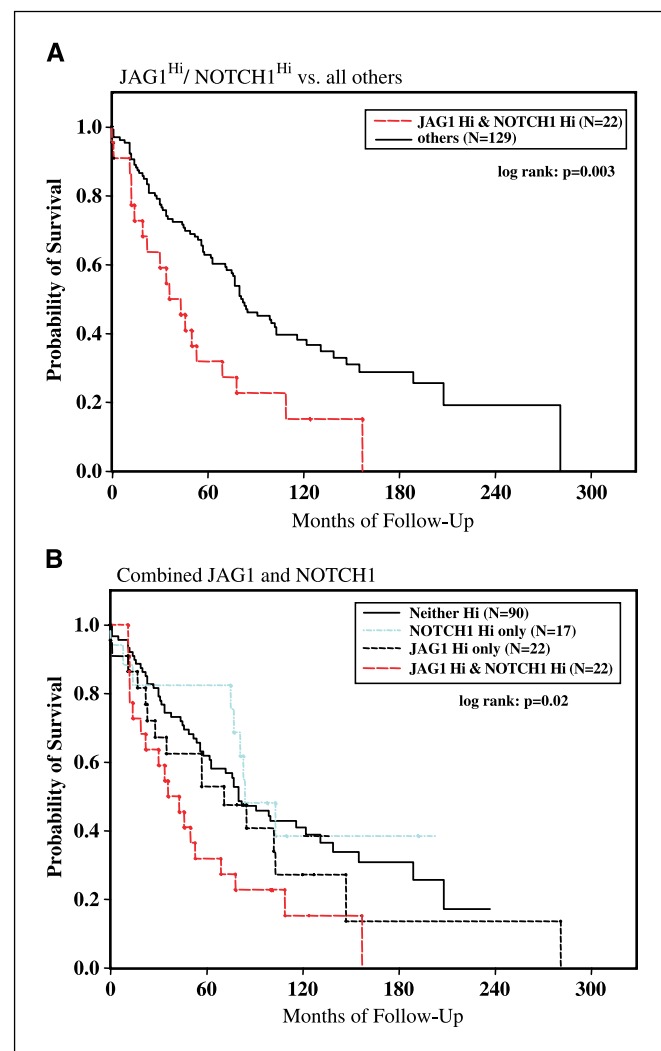 A
JAG1Hi/ NOTCH1Hi vs. all others
JAG1 Hi & NOTCH1 Hi (N=22)
others (N=129)
log rank: p=0.003
Probability of Survival
1.0
0.8
0.6
0.4
0.2
0.0
0 60 120 180 240 300
Months of Follow-Up
B
Combined JAG1 and NOTCH1
Neither Hi (N=90)
NOTCH1 Hi only (N=17)
JAG1 Hi only (N=22)
JAG1 Hi & NOTCH1 Hi (N=22)
log rank: p=0.02
Probability of Survival
1.0
0.8
0.6
0.4
0.2
0.0
0 60 120 180 240 300
Months of Follow-Up